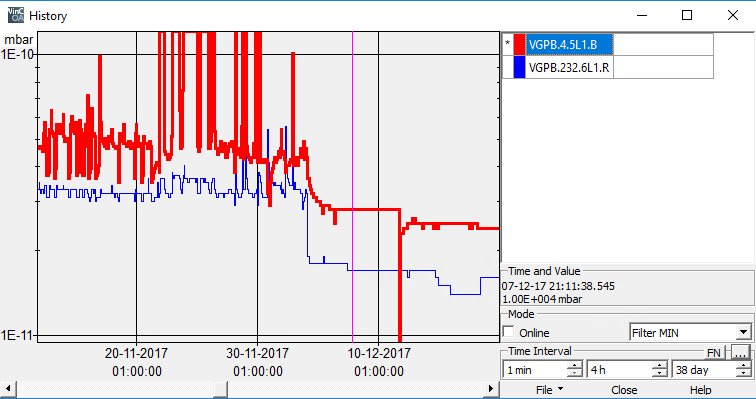 VinC OA History
mbar
1E-10
1E-11
20-11-2017 30-11-2017 10-12-2017
01:00:00 01:00:00 01:00:00
* VGPB.4.5L1.B
VGPB.232.6L1.R
Time and Value
07-12-17 21:11:38.545
1.00E+004 mbar
Mode
Online Filter MIN
Time Interval FN ...
1 min 4 h 38 day
File Close Help